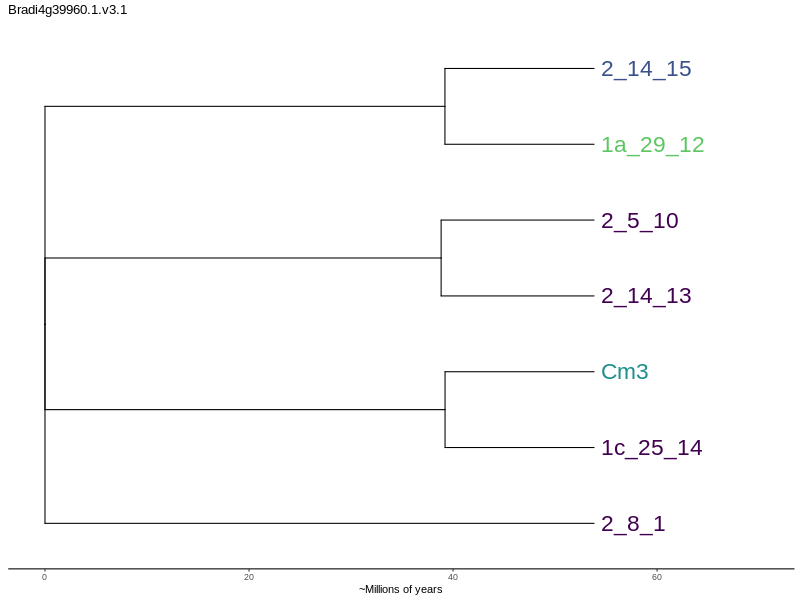 Bradi4g39960.1.v3.1
2_14_15
1a_29_12
2_5_10
2_14_13
Cm3
1c_25_14
2_8_1
0 20 40 60
~Millions of years